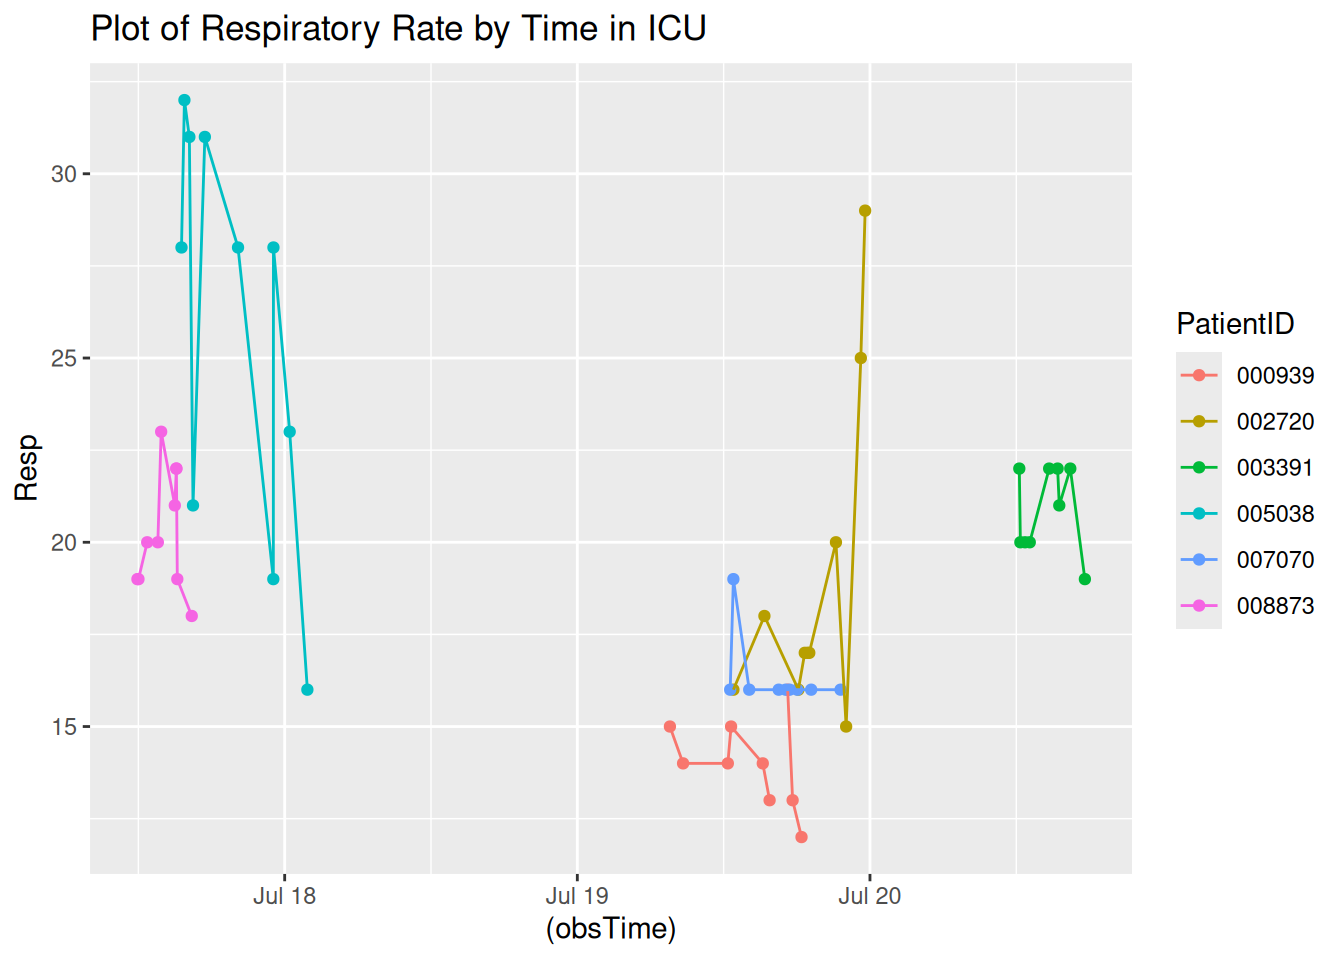 Plot of Respiratory Rate by Time in ICU
Resp
30
25
20
15
Jul 18
Jul 19
Jul 20
(obsTime)
PatientID
000939
002720
003391
005038
007070
008873